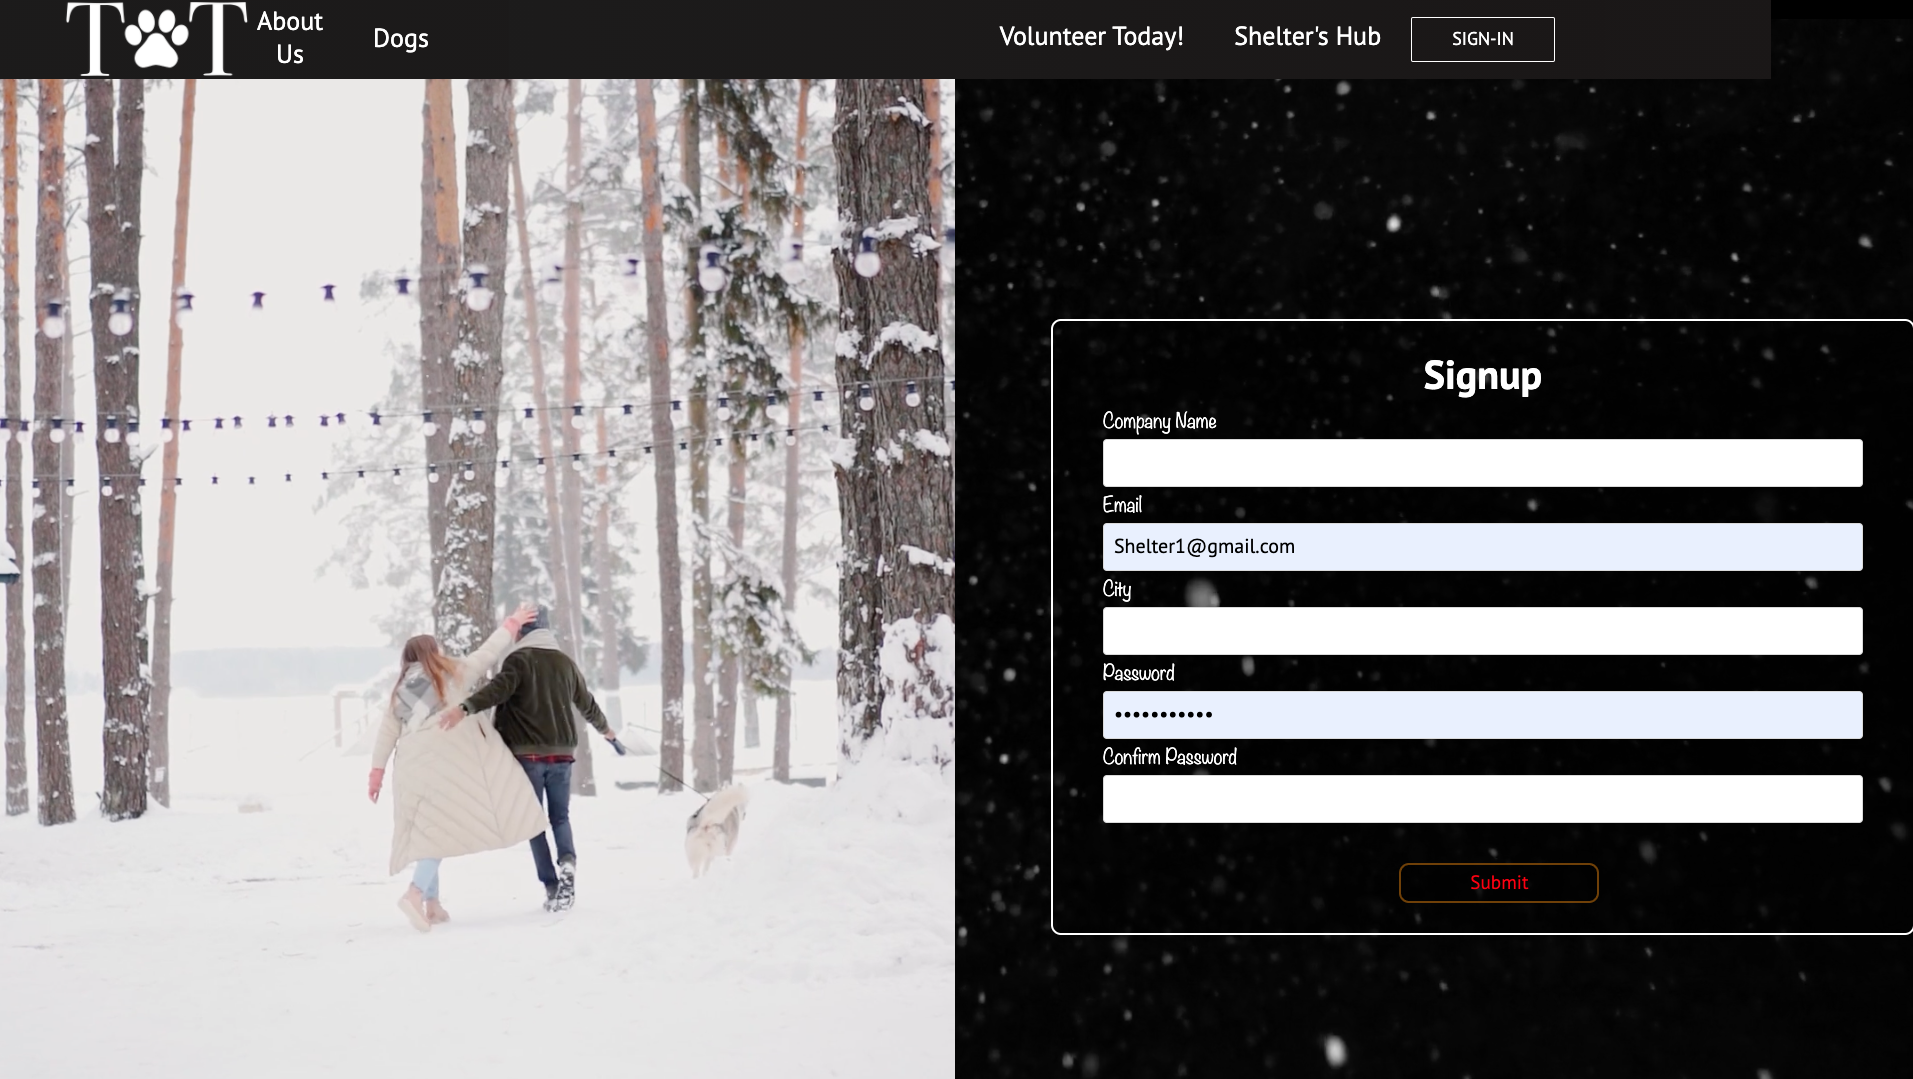 T T
About
Us
Dogs
Volunteer Today!
Shelter's Hub
SIGN-IN
Signup
Company Name
Email
Shelter1@gmail.com
City
Password
•••••••••••
Confirm Password
Submit